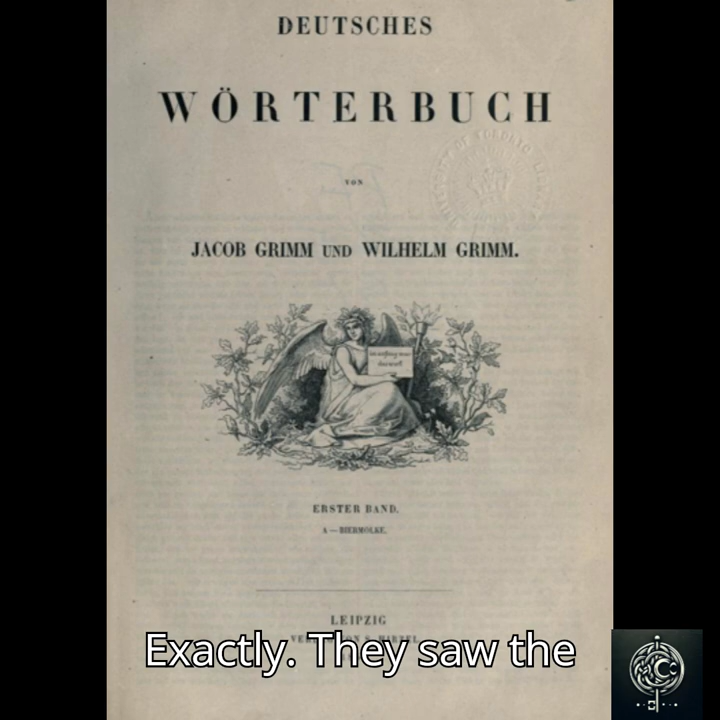 DEUTSCHES
WÖRTERBUCH
VON
JACOB GRIMM UND WILHELM GRIMM.
ERSTER BAND.
A — BIERMOLKE.
LEIPZIG
Exactly. They saw the